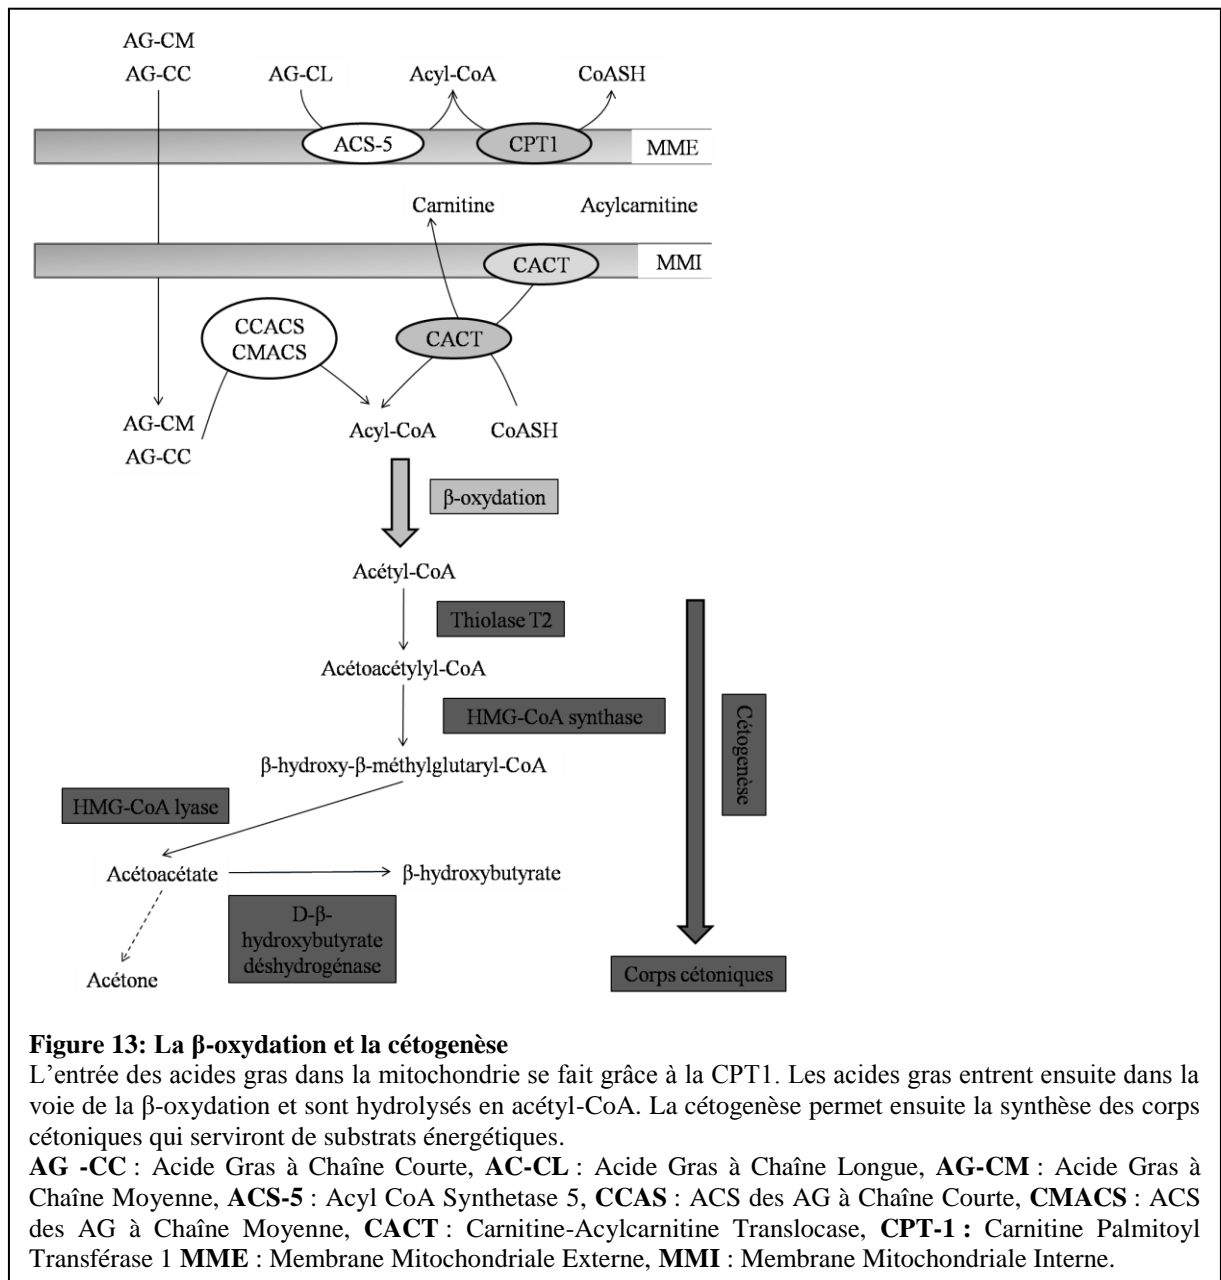 AG-CM
AG-CC
AG-CL
Acyl-CoA
CoASH
ACS-5
CPT1
MME
Carnitine
Acylcarnitine
CACT
MMI
CCACS
CMACS
CACT
AG-CM
AG-CC
Acyl-CoA
CoASH
β-oxydation
Acétyl-CoA
Thiolase T2
Acétoacétylyl-CoA
HMG-CoA synthase
Cétogenèse
β-hydroxy-β-méthylglutaryl-CoA
HMG-CoA lyase
Acétoacétate
β-hydroxybutyrate
D-β-
hydroxybutyrate
déshydrogénase
Acétone
Corps cétoniques
Figure 13: La β-oxydation et la cétogenèse
L'entrée des acides gras dans la mitochondrie se fait grâce à la CPT1. Les acides gras entrent ensuite dans la
voie de la β-oxydation et sont hydrolysés en acétyl-CoA. La cétogenèse permet ensuite la synthèse des corps
cétoniques qui serviront de substrats énergétiques.
AG -CC : Acide Gras à Chaîne Courte, AC-CL : Acide Gras à Chaîne Longue, AG-CM : Acide Gras à
Chaîne Moyenne, ACS-5 : Acyl CoA Synthetase 5, CCAS : ACS des AG à Chaîne Courte, CMACS : ACS
des AG à Chaîne Moyenne, CACT : Carnitine-Acylcarnitine Translocase, CPT-1 : Carnitine Palmitoyl
Transférase 1 MME : Membrane Mitochondriale Externe, MMI : Membrane Mitochondriale Interne.